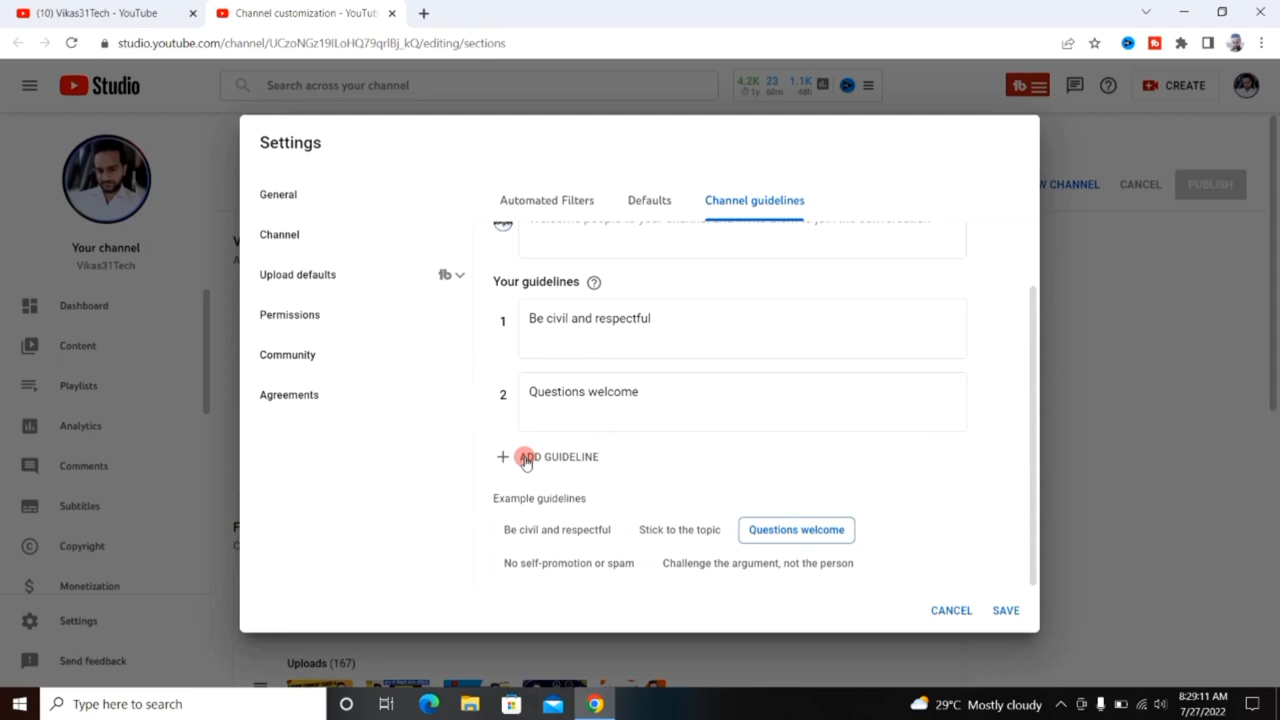 (10) Vikas31Tech - YouTube
Channel customization - YouTub
studio.youtube.com/channel/UCzoNGz19ILoHQ79qrlBj_kQ/editing/sections
Studio
Search across your channel
4.2K 23 1.1K
1y 60m 48h
tb
CREATE
Settings
Your channel
Vikas31Tech
Dashboard
Content
Playlists
Analytics
Comments
Subtitles
Copyright
Monetization
Settings
Send feedback
General
Channel
Upload defaults
tb
Permissions
Community
Agreements
Automated Filters
Defaults
Channel guidelines
Your guidelines
1
Be civil and respectful
2
Questions welcome
+ ADD GUIDELINE
Example guidelines
Be civil and respectful
Stick to the topic
Questions welcome
No self-promotion or spam
Challenge the argument, not the person
CANCEL
SAVE
W CHANNEL
CANCEL
PUBLISH
Uploads (167)
Type here to search
29°C Mostly cloudy
8:29:11 AM
7/27/2022